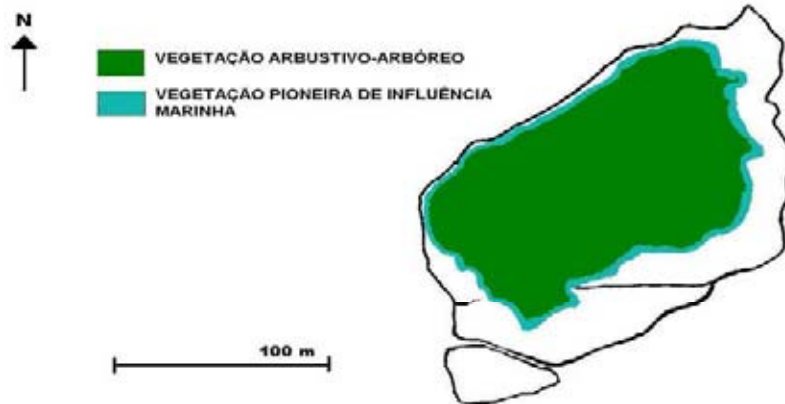 N
VEGETAÇÃO ARBUSTIVO-ARBÓREO
VEGETAÇÃO PIONEIRA DE INFLUÊNCIA
MARINHA
100 m